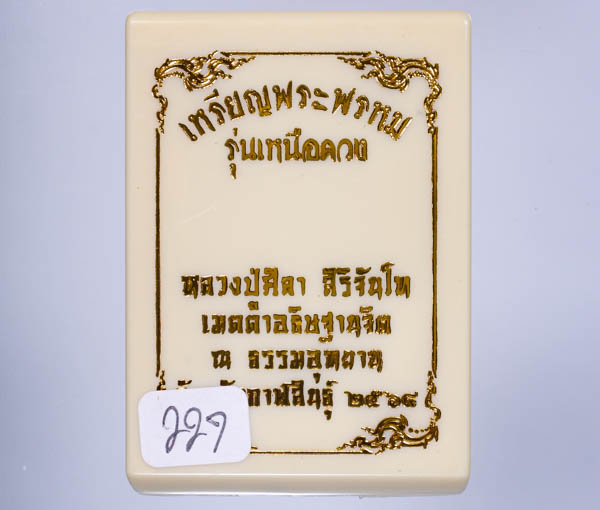 เหรียญพระพรหม
รุ่นเหนือดวง
หลวงปู่ศิลา สิริจันโท
เมตตาอธิษฐานจิต
ณ ธรรมอุทยาน
กาฬสินธุ์ ๒๕๖๘
229